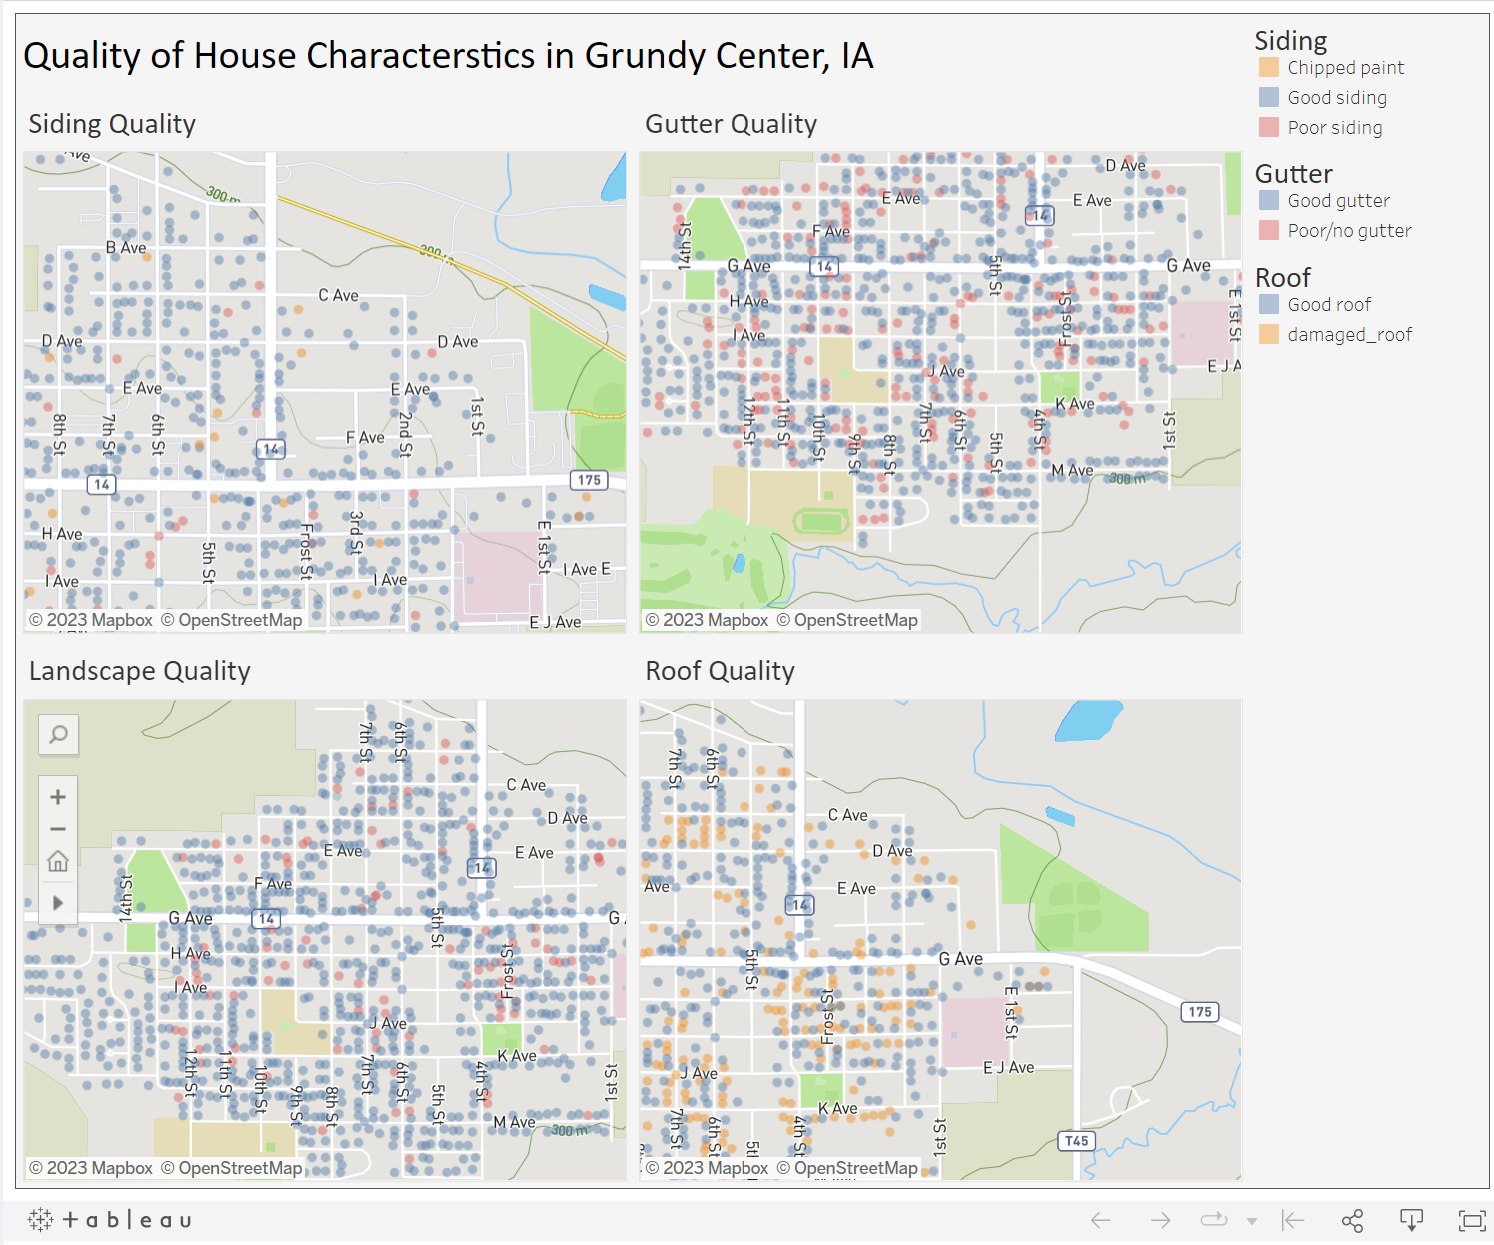 Quality of House Characterstics in Grundy Center, IA
Siding
Chipped paint
Good siding
Poor siding
Gutter
Good gutter
Poor/no gutter
Roof
Good roof
damaged_roof
Siding Quality
Ave
300 m
B Ave
300 m
C Ave
D Ave
D Ave
E Ave
E Ave
8th St
7th St
6th St
2nd St
1st St
F Ave
14
14
175
H Ave
5th St
Frost St
3rd St
E 1st St
I Ave
I Ave
I Ave E
E J Ave
© 2023 Mapbox © OpenStreetMap
Gutter Quality
D Ave
E Ave
E Ave
14
14th St
F Ave
G Ave
14
5th St
G Ave
H Ave
Frost St
E 1st St
I Ave
E J A
J Ave
K Ave
12th St
11th St
10th St
9th St
8th St
7th St
6th St
5th St
4th St
1st St
M Ave
300 m
© 2023 Mapbox © OpenStreetMap
Landscape Quality
7th St
6th St
C Ave
D Ave
E Ave
E Ave
14
14th St
F Ave
G Ave
14
5th St
G
H Ave
Frost St
I Ave
J Ave
K Ave
12th St
11th St
10th St
9th St
8th St
7th St
6th St
5th St
4th St
1st St
M Ave
300 m
© 2023 Mapbox © OpenStreetMap
Roof Quality
7th St
6th St
C Ave
D Ave
Ave
E Ave
14
5th St
G Ave
Frost St
E 1st St
175
J Ave
E J Ave
K Ave
7th St
6th St
5t
4th St
1st St
T45
© 2023 Mapbox © OpenStreetMap
+ a b l e a u